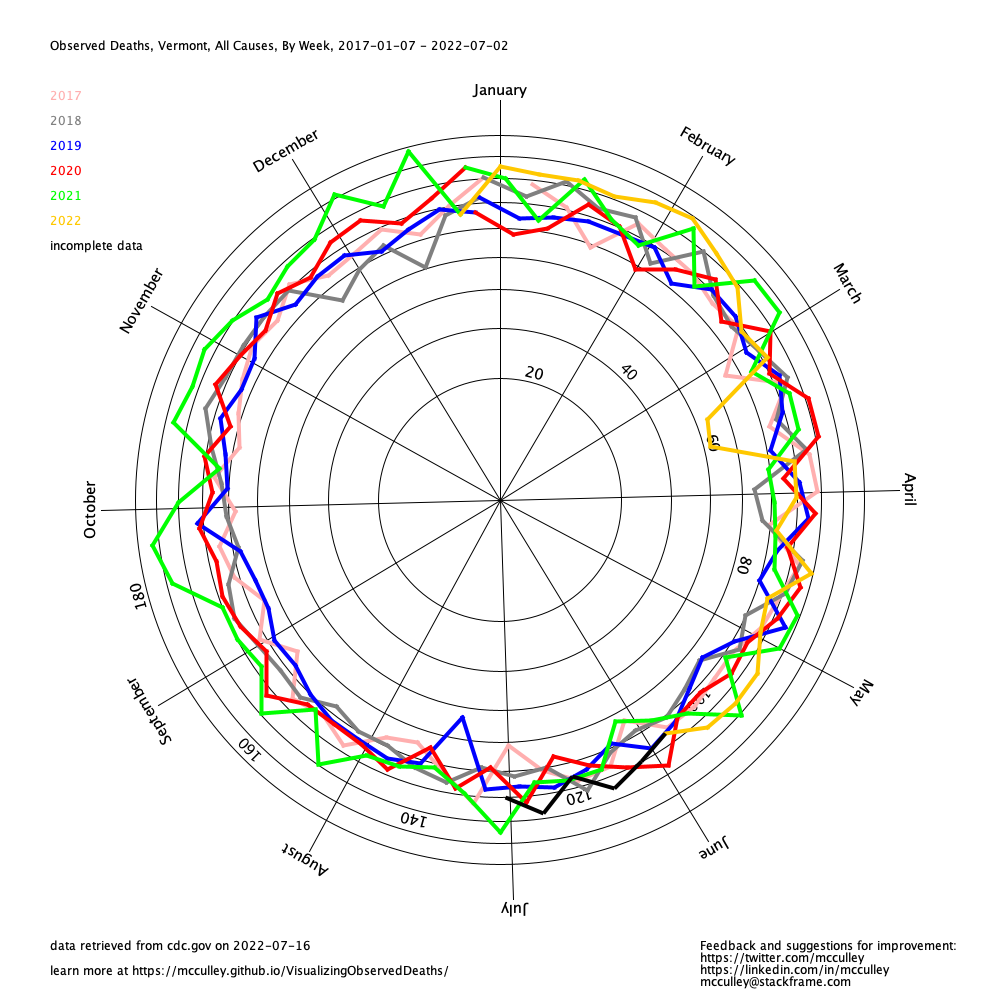 Observed Deaths, Vermont, All Causes, By Week, 2017-01-07 - 2022-07-02
2017
2018
2019
2020
2021
2022
incomplete data
January
February
March
April
May
June
July
August
September
October
November
December
20
40
60
80
100
120
140
160
180
data retrieved from cdc.gov on 2022-07-16
learn more at https://mcculley.github.io/VisualizingObservedDeaths/
Feedback and suggestions for improvement:
https://twitter.com/mcculley
https://linkedin.com/in/mcculley
mcculley@stackframe.com